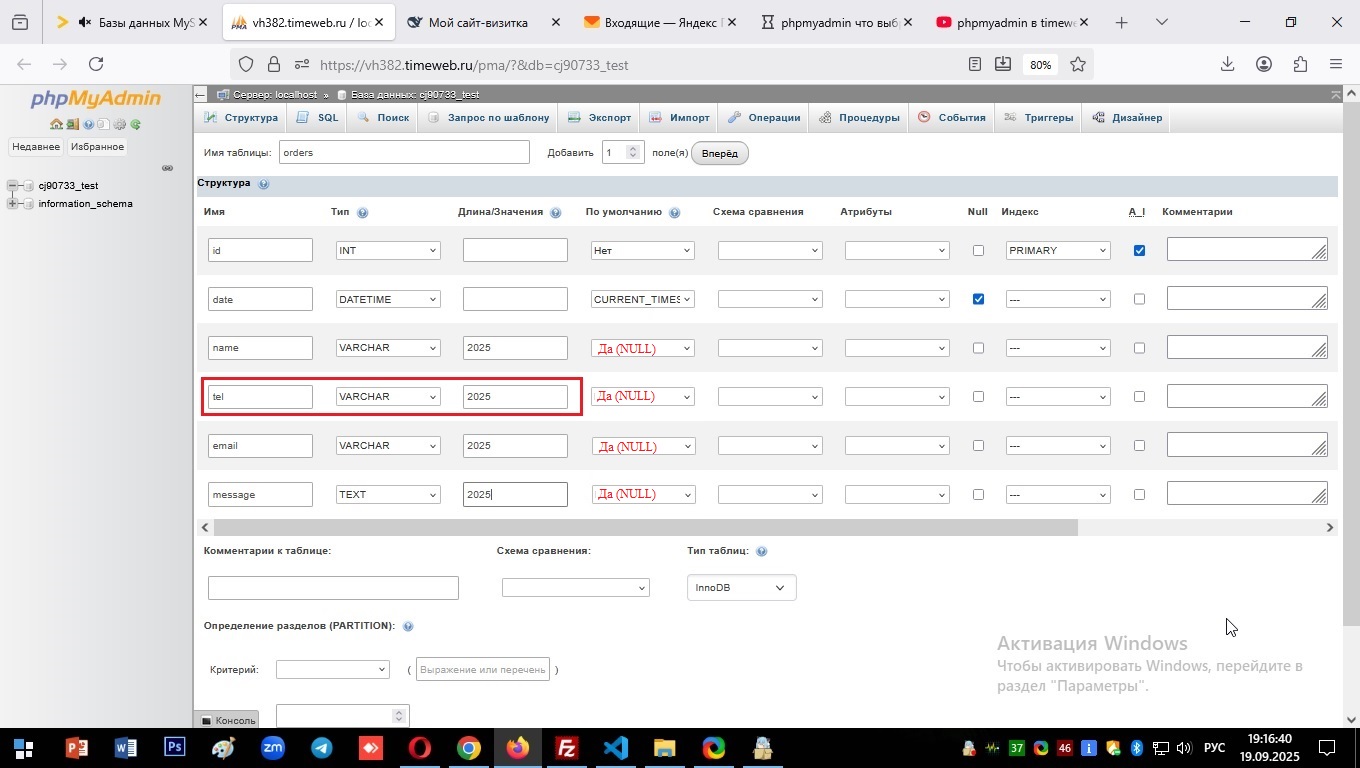 Базы данных MyS
vh382.timeweb.ru / loc
Мой сайт-визитка
Входящие — Яндекс П
phpmyadmin что выб
phpmyadmin в timewe
https://vh382.timeweb.ru/pma/?&db=cj90733_test
80%
phpMyAdmin
Недавнее
Избранное
cj90733_test
information_schema
Сервер: localhost » База данных: cj90733_test
Структура
SQL
Поиск
Запрос по шаблону
Экспорт
Импорт
Операции
Процедуры
События
Триггеры
Дизайнер
Имя таблицы: orders Добавить 1 поле(я) Вперёд
Структура
Имя Тип Длина/Значения По умолчанию Схема сравнения Атрибуты Null Индекс A_I Комментарии
id INT Нет PRIMARY
date DATETIME CURRENT_TIMES ---
name VARCHAR 2025 Да (NULL) ---
tel VARCHAR 2025 Да (NULL) ---
email VARCHAR 2025 Да (NULL) ---
message TEXT 2025 Да (NULL) ---
Комментарии к таблице: Схема сравнения: Тип таблиц:
InnoDB
Определение разделов (PARTITION):
Критерий: ( Выражение или перечень )
Консоль
Активация Windows
Чтобы активировать Windows, перейдите в
раздел "Параметры".
37
46
РУС
19:16:40
19.09.2025